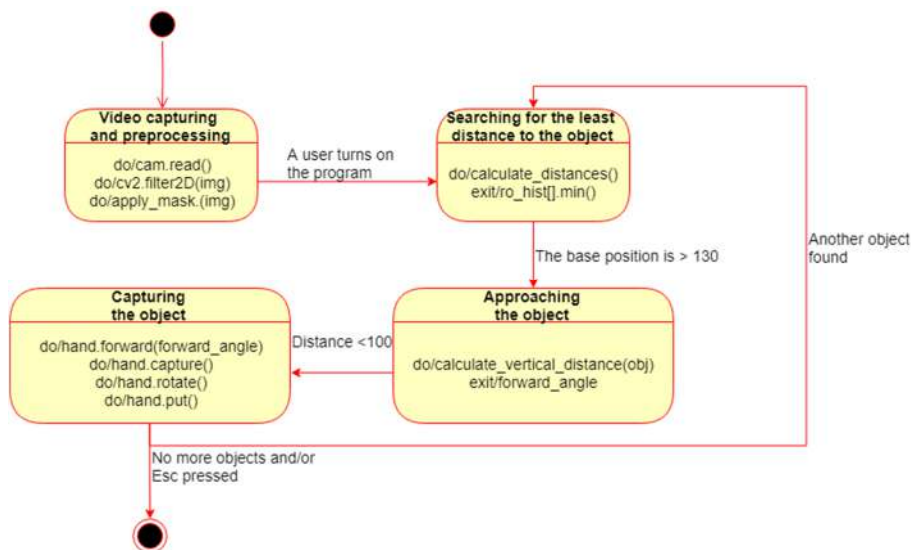 Video capturing
and preprocessing
do/cam.read()
do/cv2.filter2D(img)
do/apply_mask.(img)
A user turns on
the program
Searching for the least
distance to the object
do/calculate_distances()
exit/ro_hist[].min()
The base position is > 130
Another object
found
Capturing
the object
do/hand.forward(forward_angle)
do/hand.capture()
do/hand.rotate()
do/hand.put()
Distance <100
Approaching
the object
do/calculate_vertical_distance(obj)
exit/forward_angle
No more objects and/or
Esc pressed